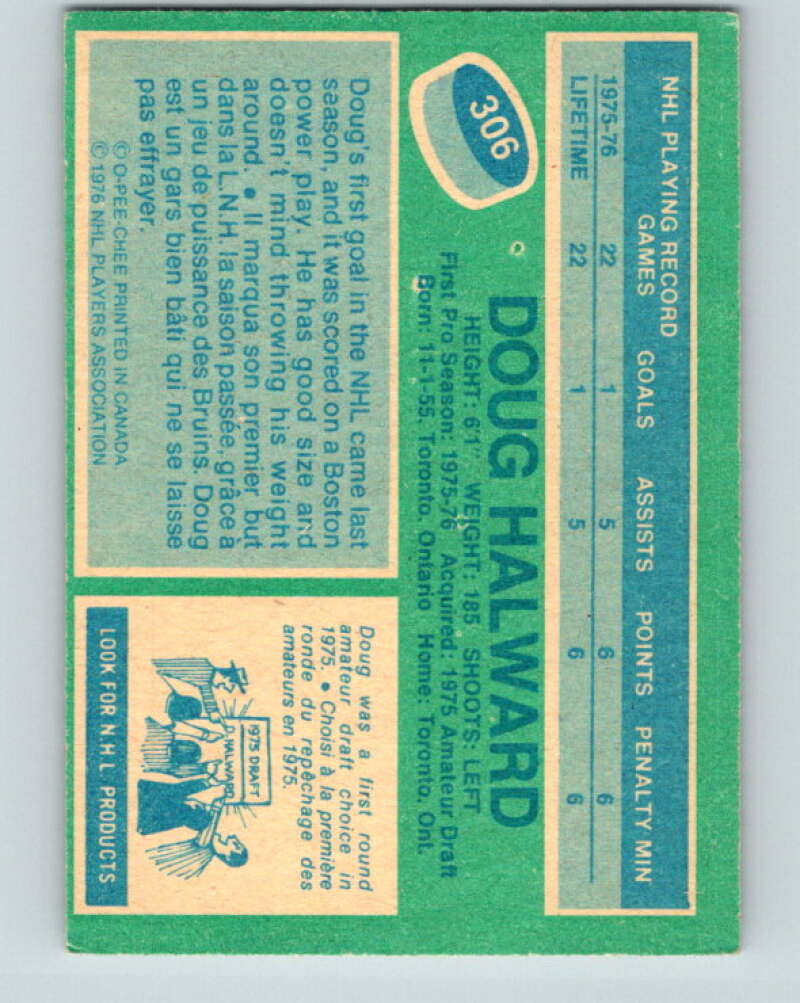 NHL PLAYING RECORD
GAMES GOALS ASSISTS POINTS PENALTY MIN
1975-76 22 1 5 6 6
LIFETIME 22 1 5 6 6
306
DOUG HALWARD
HEIGHT: 6'1" WEIGHT: 185 SHOOTS: LEFT
First Pro Season: 1975-76 Acquired: 1975 Amateur Draft
Born: 11-1-55, Toronto, Ontario Home: Toronto, Ont.
Doug's first goal in the NHL came last
season, and it was scored on a Boston
power play. He has good size and
doesn't mind throwing his weight
around. • Il marqua son premier but
dans la L.N.H. la saison passée, grâce à
un jeu de puissance des Bruins. Doug
est un gars bien bâti qui ne se laisse
pas effrayer.
© O-PEE-CHEE PRINTED IN CANADA
© 1976 NHL PLAYERS ASSOCIATION
Doug was a first round
amateur draft choice in
1975. • Choisi à la première
ronde du repêchage des
amateurs en 1975.
1975 DRAFT
D. HALWARD
LOOK FOR N.H.L. PRODUCTS